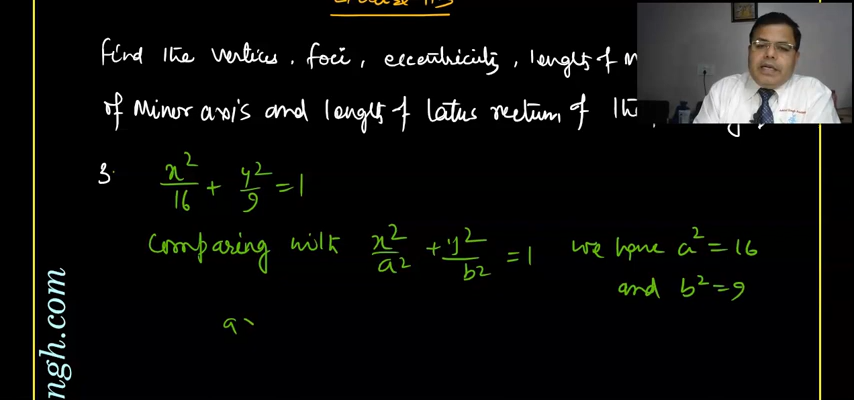 Find the vertices, foci, eccentricity, length of
of Minor axis and length of Latus rectum of the
3. x²/16 + y²/9 = 1
Comparing with x²/a² + y²/b² = 1 we have a² = 16
and b² = 9
a
ngh.com